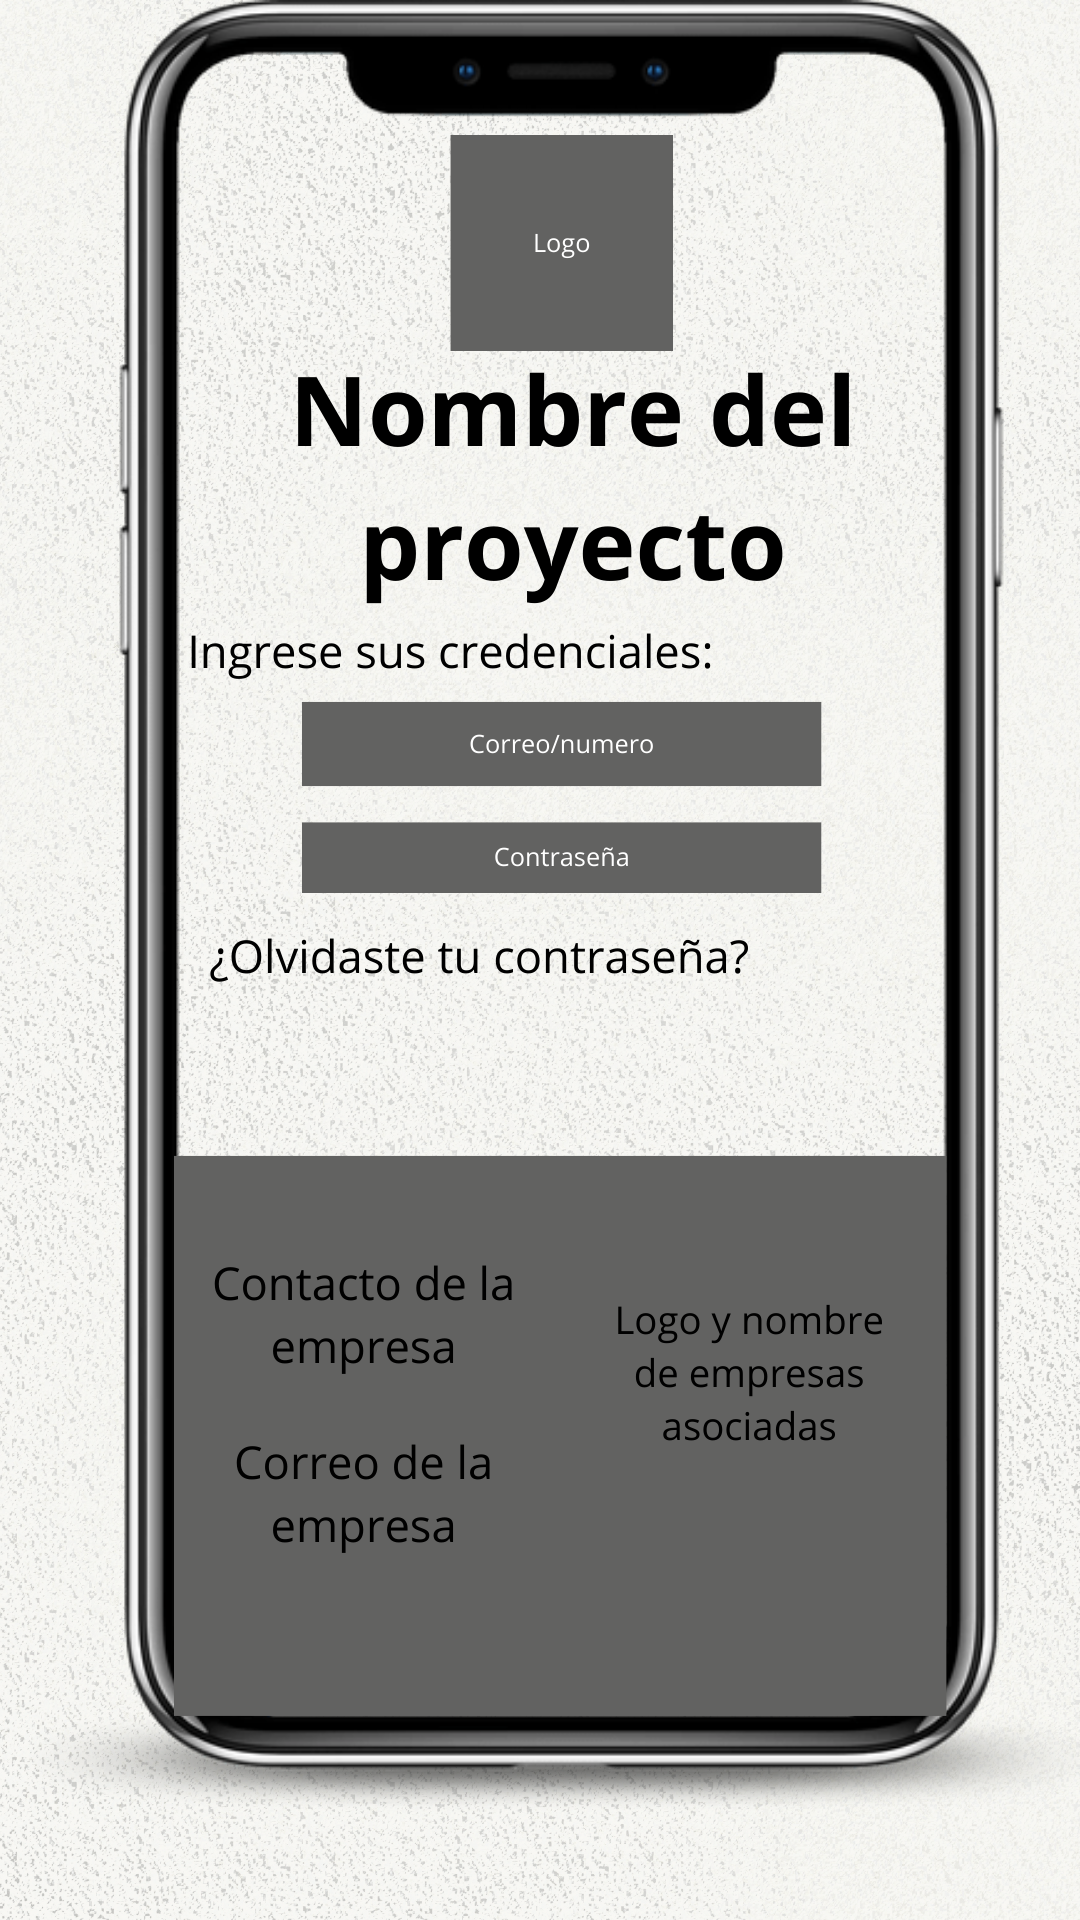 Logo
Nombre del
proyecto
Ingrese sus credenciales:
Correo/numero
Contraseña
¿Olvidaste tu contraseña?
Contacto de la
empresa
Correo de la
empresa
Logo y nombre
de empresas
asociadas